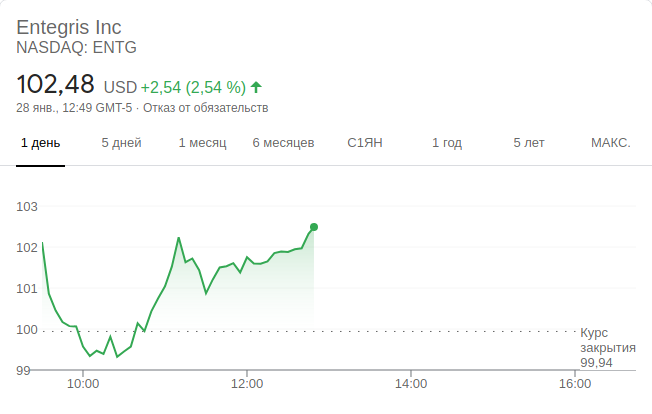 Entegris Inc
NASDAQ: ENTG
102,48 USD +2,54 (2,54 %)
28 янв., 12:49 GMT-5 · Отказ от обязательств
1 день 5 дней 1 месяц 6 месяцев С1ЯН 1 год 5 лет МАКС.
103
102
101
100
Курс
закрытия
99,94
99
10:00 12:00 14:00 16:00